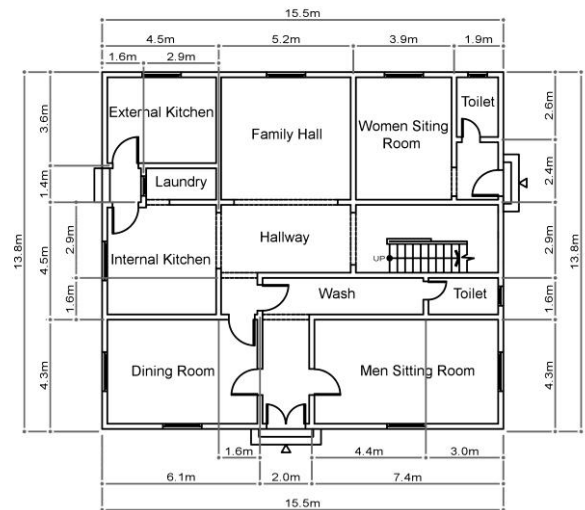 15.5m
4.5m
5.2m
3.9m
1.9m
1.6m
2.9m
13.8m
3.6m
1.4m
2.9m
4.5m
1.6m
4.3m
External Kitchen
Family Hall
Women Siting
Room
Toilet
Laundry
Internal Kitchen
Hallway
UP
Wash
Toilet
Dining Room
Men Sitting Room
2.6m
2.4m
2.9m
1.6m
4.3m
13.8m
1.6m
4.4m
3.0m
6.1m
2.0m
7.4m
15.5m